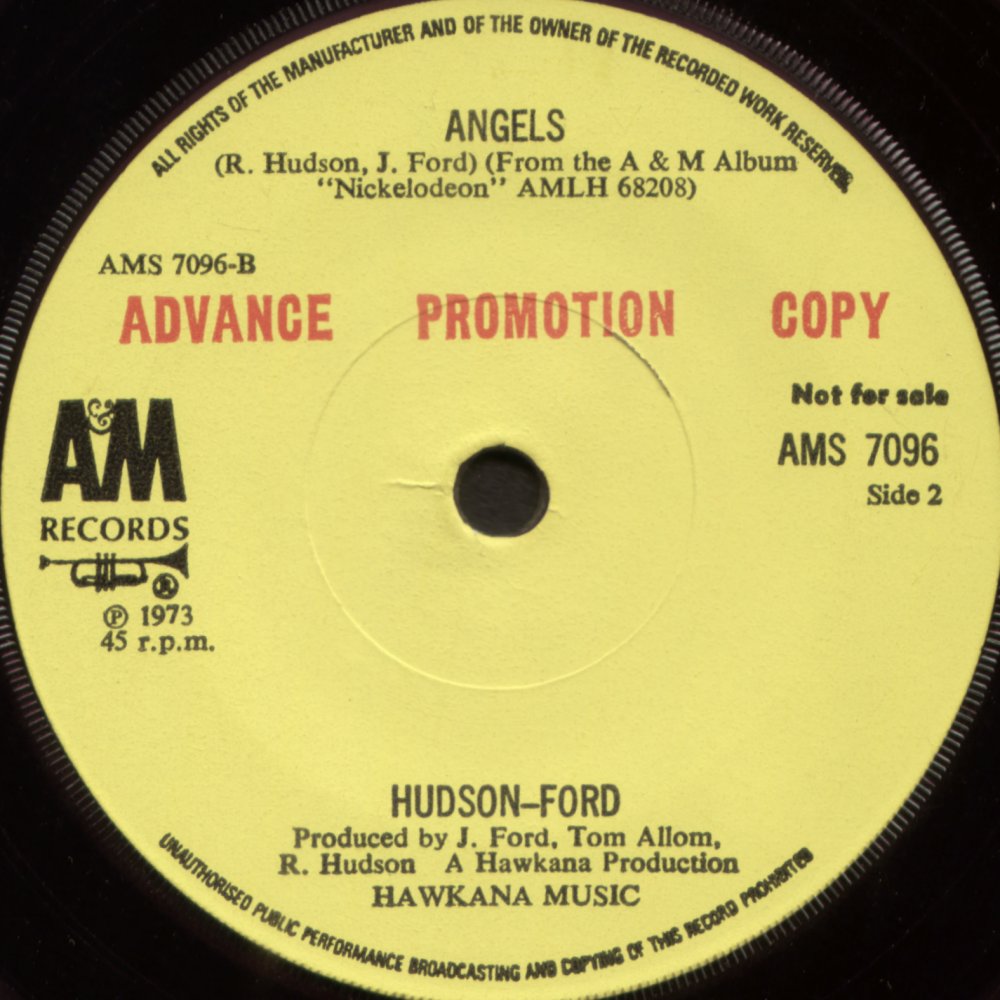 ALL RIGHTS OF THE MANUFACTURER AND OF THE OWNER OF THE RECORDED WORK RESERVED
ANGELS
(R. Hudson, J. Ford) (From the A & M Album
“Nickelodeon” AMLH 68208)
AMS 7096-B
ADVANCE PROMOTION COPY
Not for sale
AMS 7096
Side 2
A&M
RECORDS
®
℗ 1973
45 r.p.m.
HUDSON–FORD
Produced by J. Ford, Tom Allom,
R. Hudson A Hawkana Production
HAWKANA MUSIC
UNAUTHORISED PUBLIC PERFORMANCE BROADCASTING AND COPYING OF THIS RECORD PROHIBITED